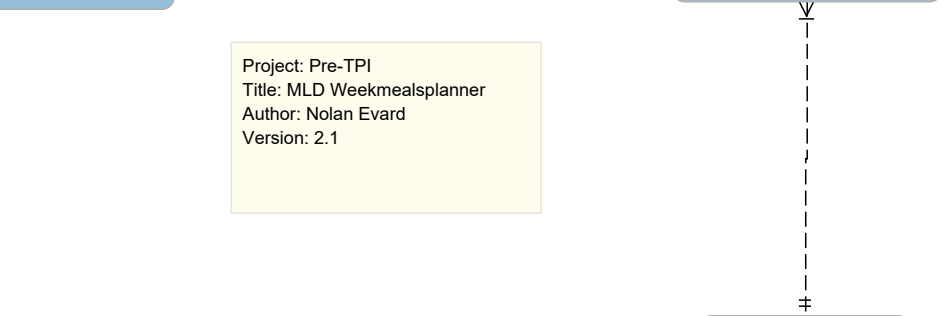 Project: Pre-TPI
Title: MLD Weekmealsplanner
Author: Nolan Evard
Version: 2.1